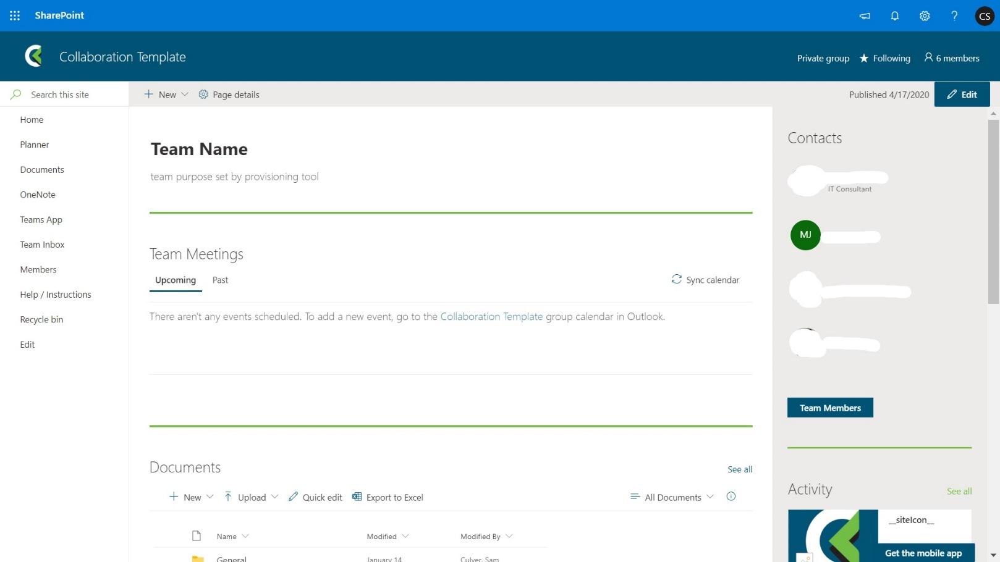 SharePoint
CS
Collaboration Template
Private group
Following
6 members
Search this site
New
Page details
Published 4/17/2020
Edit
Home
Planner
Documents
OneNote
Teams App
Team Inbox
Members
Help / Instructions
Recycle bin
Edit
Team Name
team purpose set by provisioning tool
Team Meetings
Upcoming
Past
Sync calendar
There aren't any events scheduled. To add a new event, go to the Collaboration Template group calendar in Outlook.
Documents
See all
New
Upload
Quick edit
Export to Excel
All Documents
Name
Modified
Modified By
General
January 14
Culver, Sam
Contacts
IT Consultant
MJ
Team Members
Activity
See all
__siteIcon__
Get the mobile app